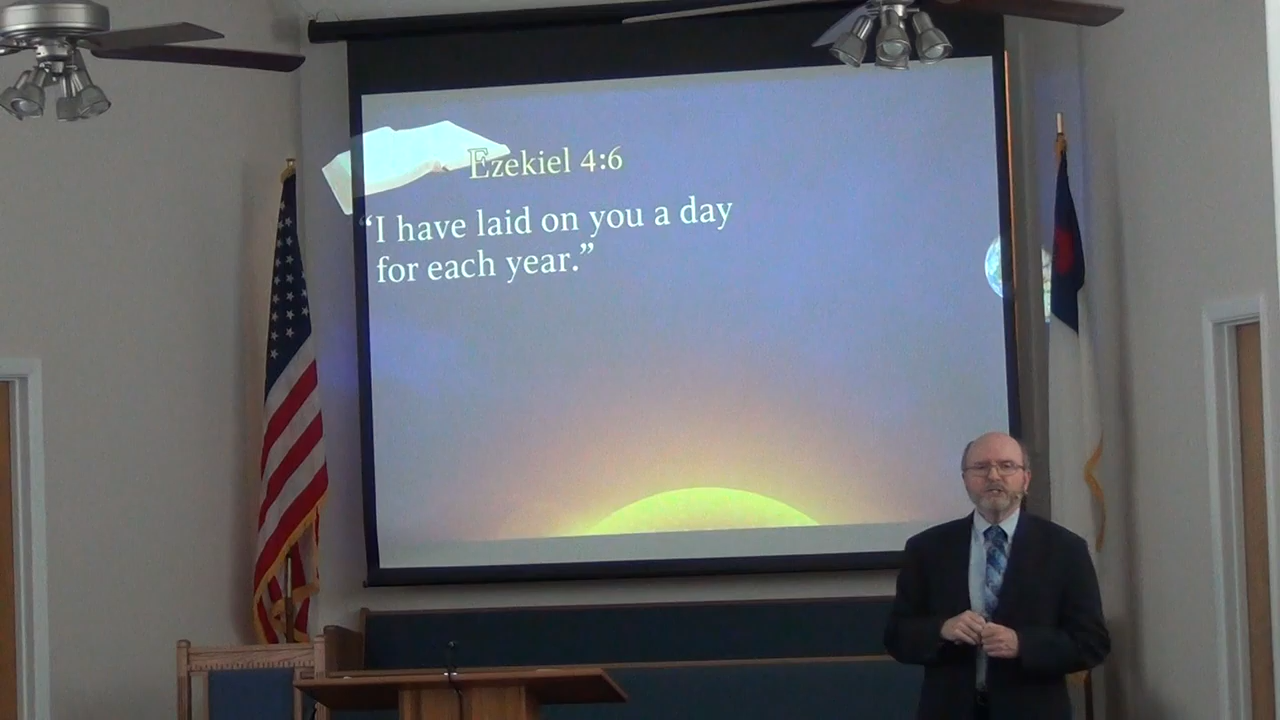 Ezekiel 4:6
“I have laid on you a day
for each year.”